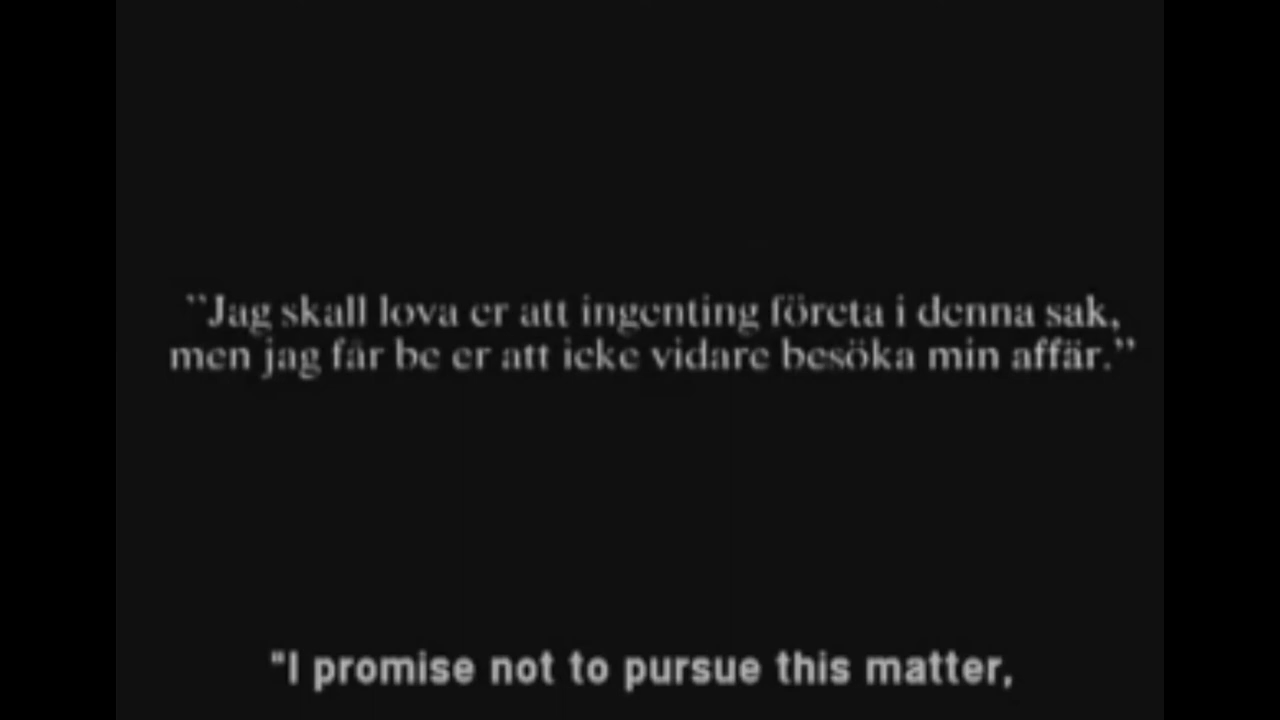 ”Jag skall lova er att ingenting företa i denna sak,
men jag får be er att icke vidare besöka min affär.”
"I promise not to pursue this matter,